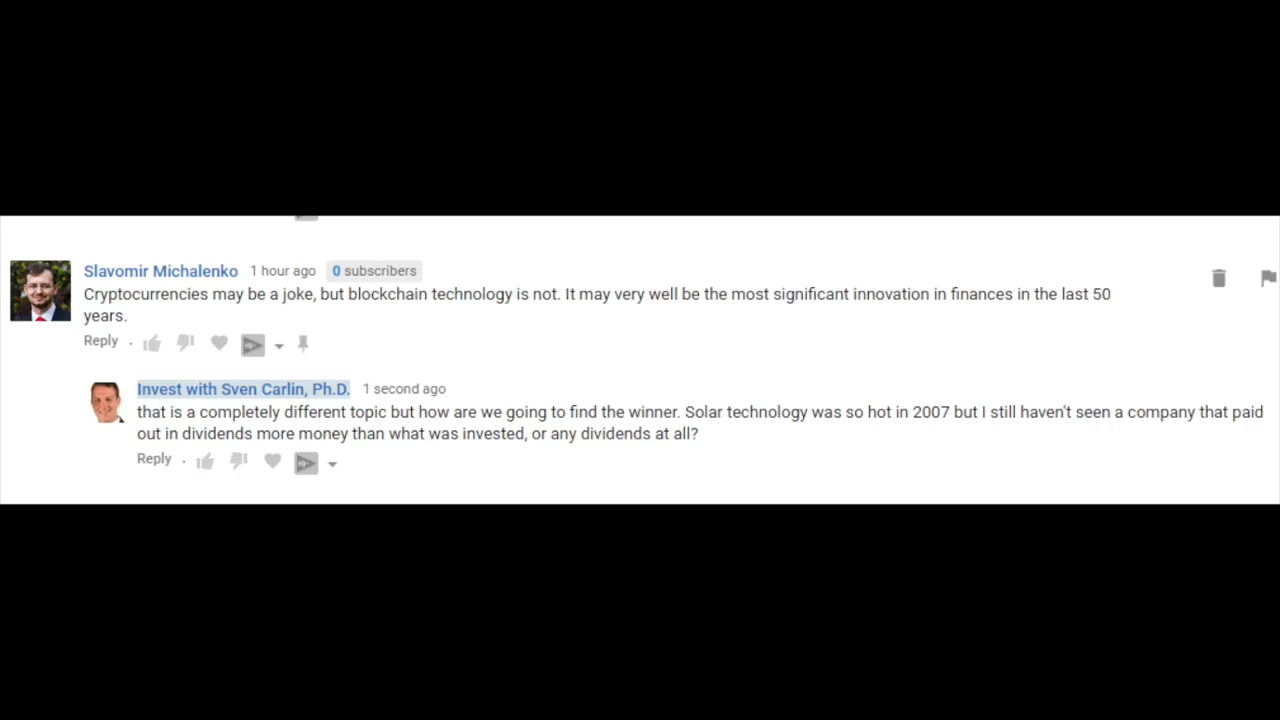 Slavomir Michalenko 1 hour ago 0 subscribers
Cryptocurrencies may be a joke, but blockchain technology is not. It may very well be the most significant innovation in finances in the last 50
years.
Reply
Invest with Sven Carlin, Ph.D. 1 second ago
that is a completely different topic but how are we going to find the winner. Solar technology was so hot in 2007 but I still haven't seen a company that paid
out in dividends more money than what was invested, or any dividends at all?
Reply